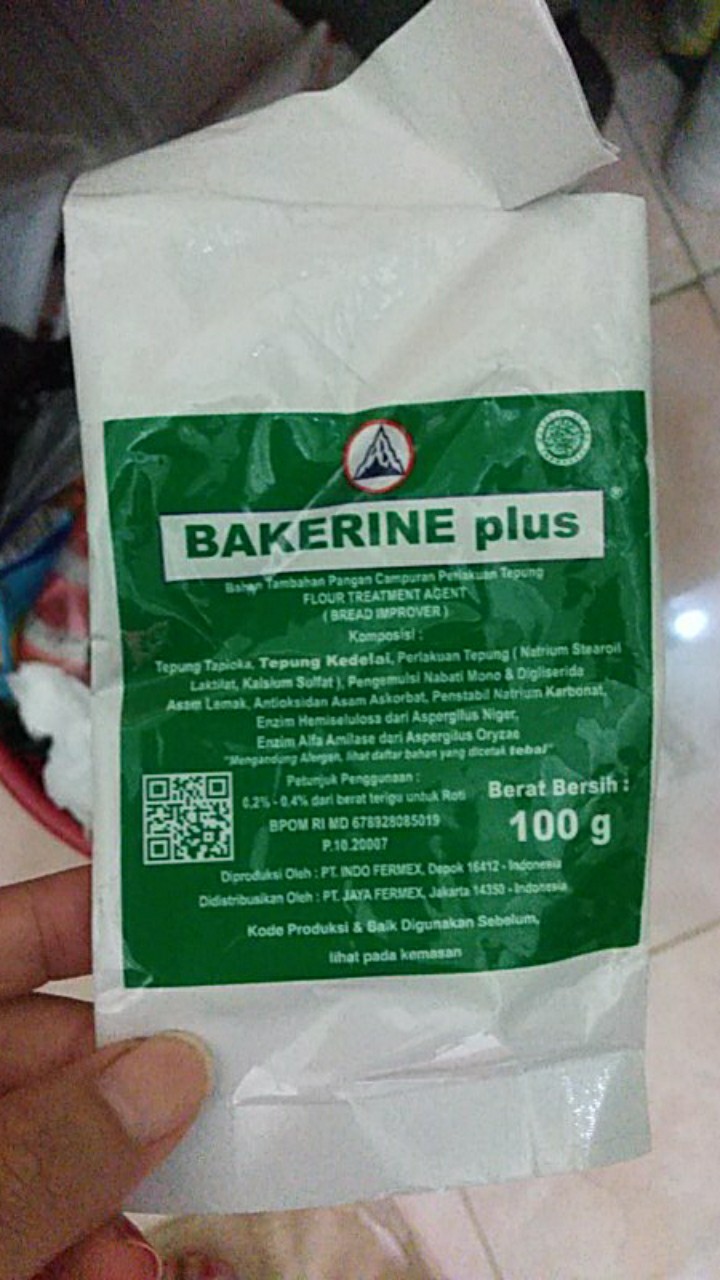 BAKERINE plus
®
Bahan Tambahan Pangan Campuran Perlakuan Tepung
FLOUR TREATMENT AGENT
( BREAD IMPROVER )
Komposisi :
Tepung Tapioka, Tepung Kedelai, Perlakuan Tepung ( Natrium Stearoil
Laktilat, Kalsium Sulfat ), Pengemulsi Nabati Mono & Digliserida
Asam Lemak, Antioksidan Asam Askorbat, Penstabil Natrium Karbonat,
Enzim Hemiselulosa dari Aspergilus Niger,
Enzim Alfa Amilase dari Aspergilus Oryzae
"Mengandung Alergen, lihat daftar bahan yang dicetak tebal"
Petunjuk Penggunaan :
0,2% - 0,4% dari berat terigu untuk Roti
BPOM RI MD 678928085019
P.10.20007
Berat Bersih :
100 g
Diproduksi Oleh : PT. INDO FERMEX, Depok 16412 - Indonesia
Didistribusikan Oleh : PT. JAYA FERMEX, Jakarta 14350 - Indonesia
Kode Produksi & Baik Digunakan Sebelum,
lihat pada kemasan